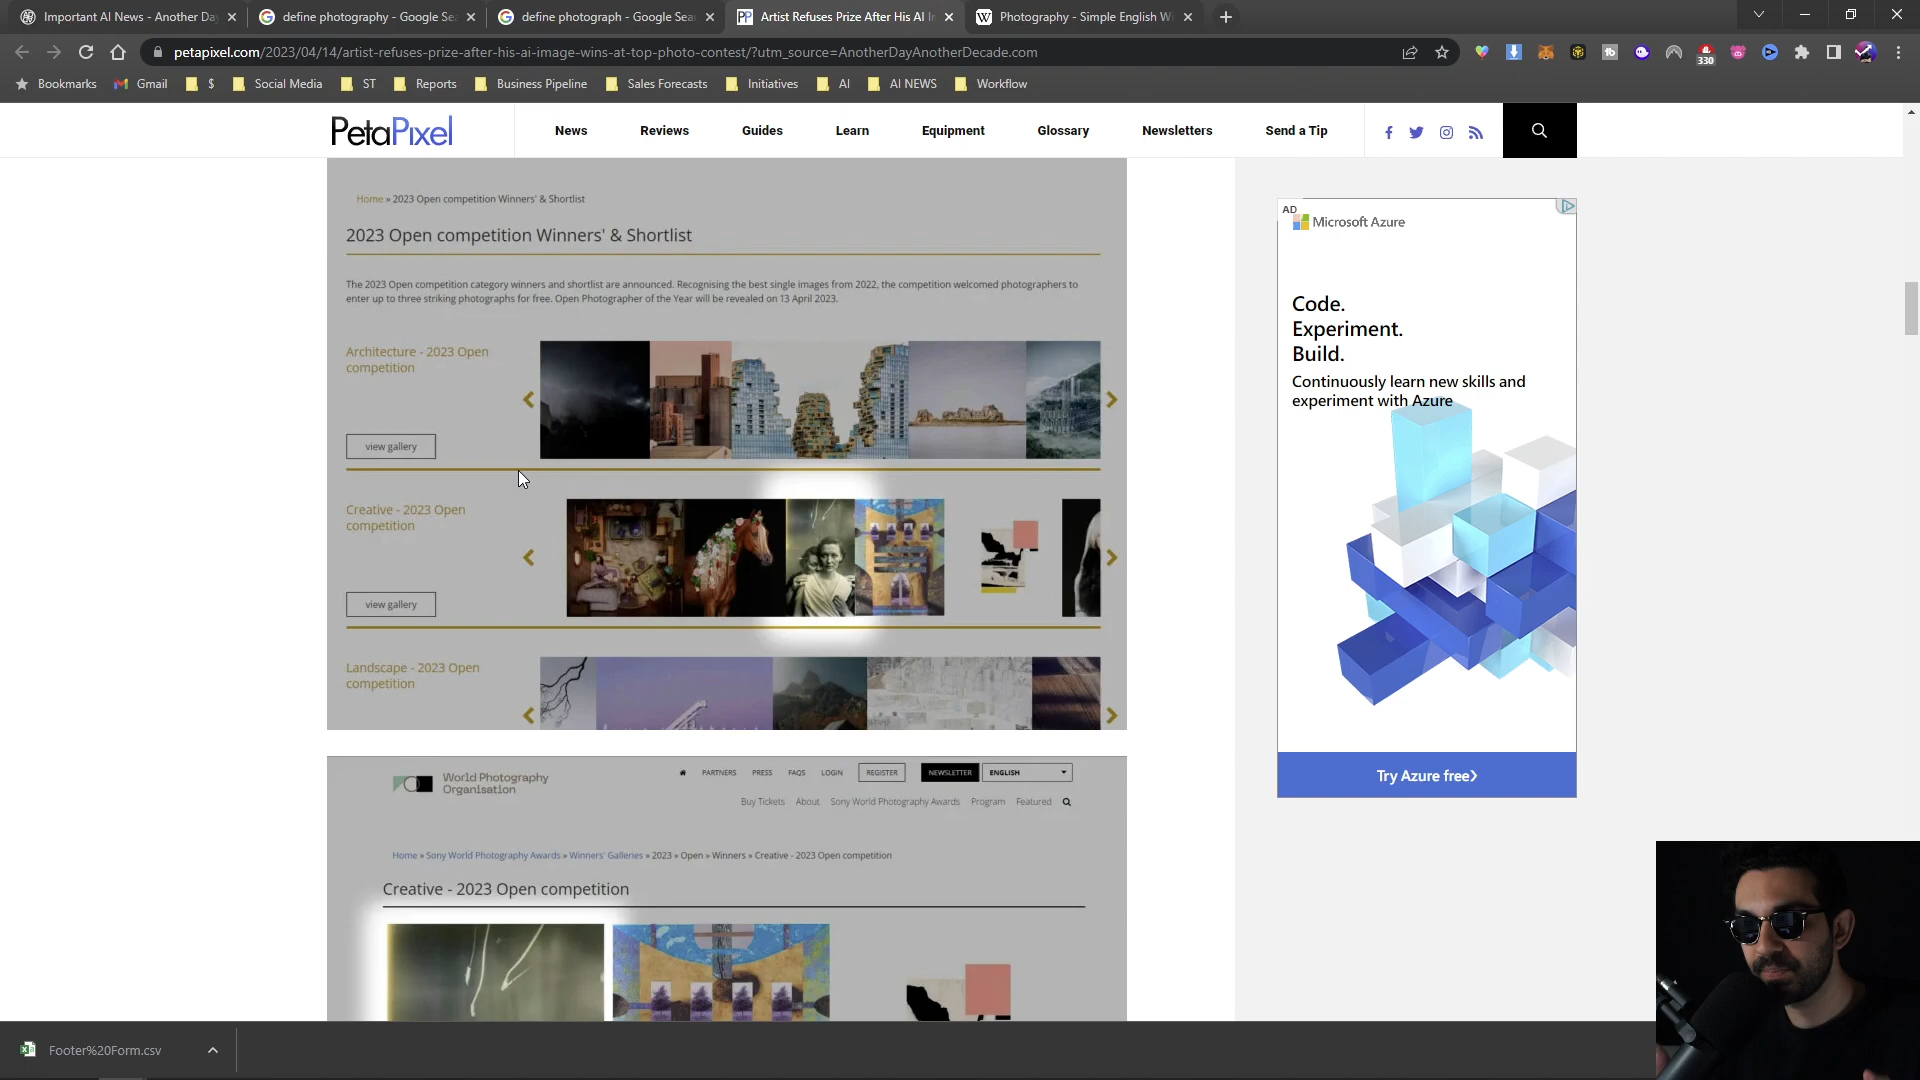 Important AI News - Another Da
define photography - Google Sea
define photograph - Google Sear
Artist Refuses Prize After His AI I
Photography - Simple English Wi
petapixel.com/2023/04/14/artist-refuses-prize-after-his-ai-image-wins-at-top-photo-contest/?utm_source=AnotherDayAnotherDecade.com
330
Bookmarks
Gmail
$
Social Media
ST
Reports
Business Pipeline
Sales Forecasts
Initiatives
AI
AI NEWS
Workflow
PetaPixel
News
Reviews
Guides
Learn
Equipment
Glossary
Newsletters
Send a Tip
Home » 2023 Open competition Winners' & Shortlist
2023 Open competition Winners' & Shortlist
The 2023 Open competition category winners and shortlist are announced. Recognising the best single images from 2022, the competition welcomed photographers to
enter up to three striking photographs for free. Open Photographer of the Year will be revealed on 13 April 2023.
Architecture - 2023 Open
competition
view gallery
Creative - 2023 Open
competition
view gallery
Landscape - 2023 Open
competition
World Photography
Organisation
PARTNERS
PRESS
FAQS
LOGIN
REGISTER
NEWSLETTER
ENGLISH
Buy Tickets
About
Sony World Photography Awards
Program
Featured
Home » Sony World Photography Awards » Winners' Galleries » 2023 » Open » Winners » Creative - 2023 Open competition
Creative - 2023 Open competition
AD
Microsoft Azure
Code.
Experiment.
Build.
Continuously learn new skills and
experiment with Azure
Try Azure free>
Footer%20Form.csv